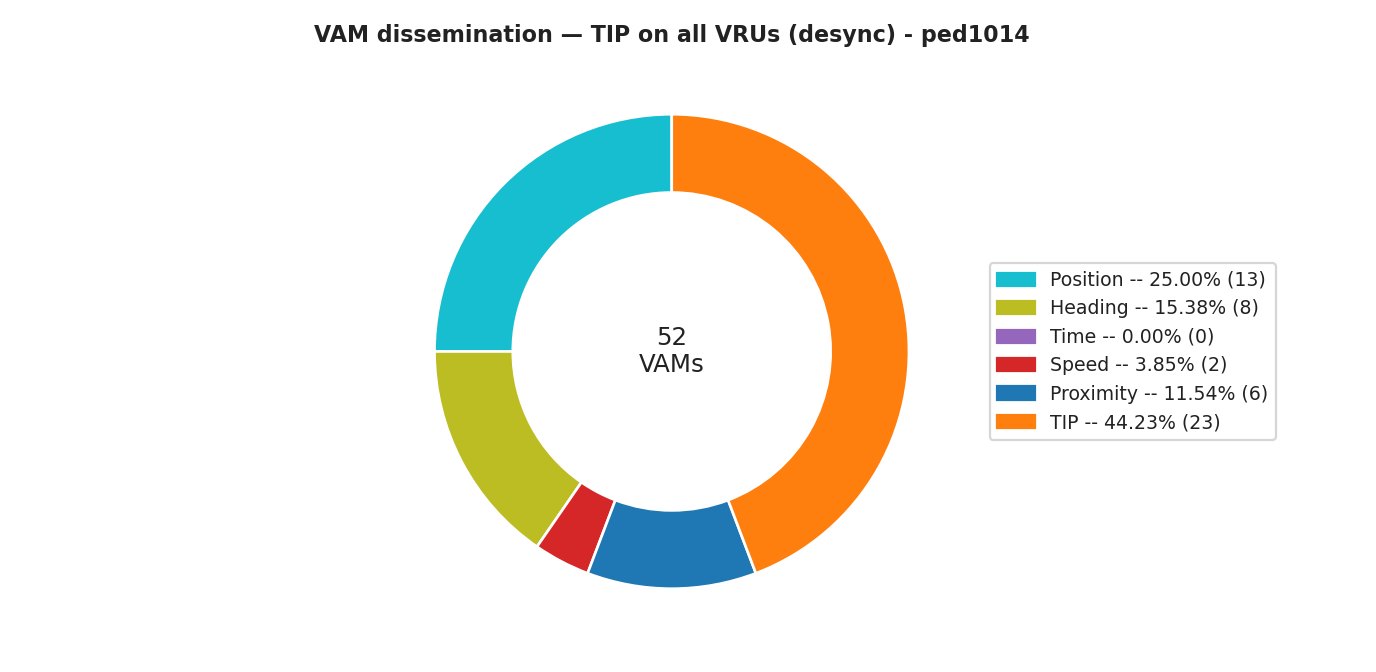 VAM dissemination — TIP on all VRUs (desync) - ped1014
52
VAMs
Position -- 25.00% (13)
Heading -- 15.38% (8)
Time -- 0.00% (0)
Speed -- 3.85% (2)
Proximity -- 11.54% (6)
TIP -- 44.23% (23)